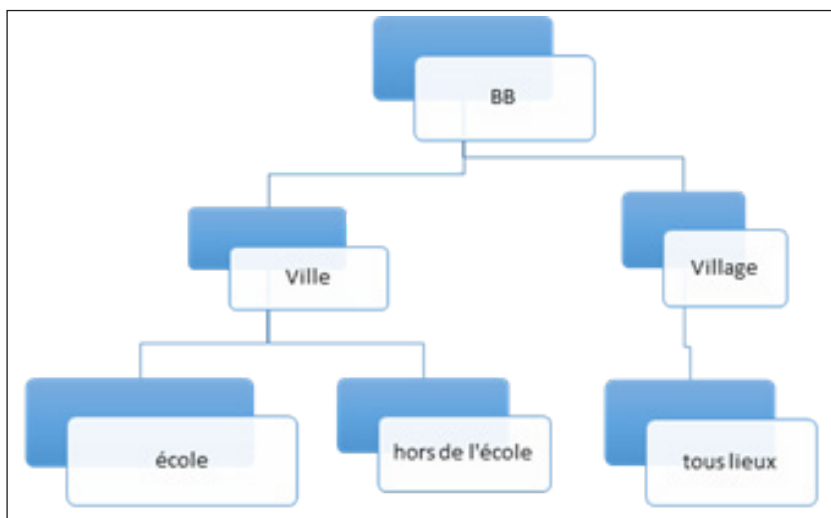 BB
Ville
Village
école
hors de l'école
tous lieux